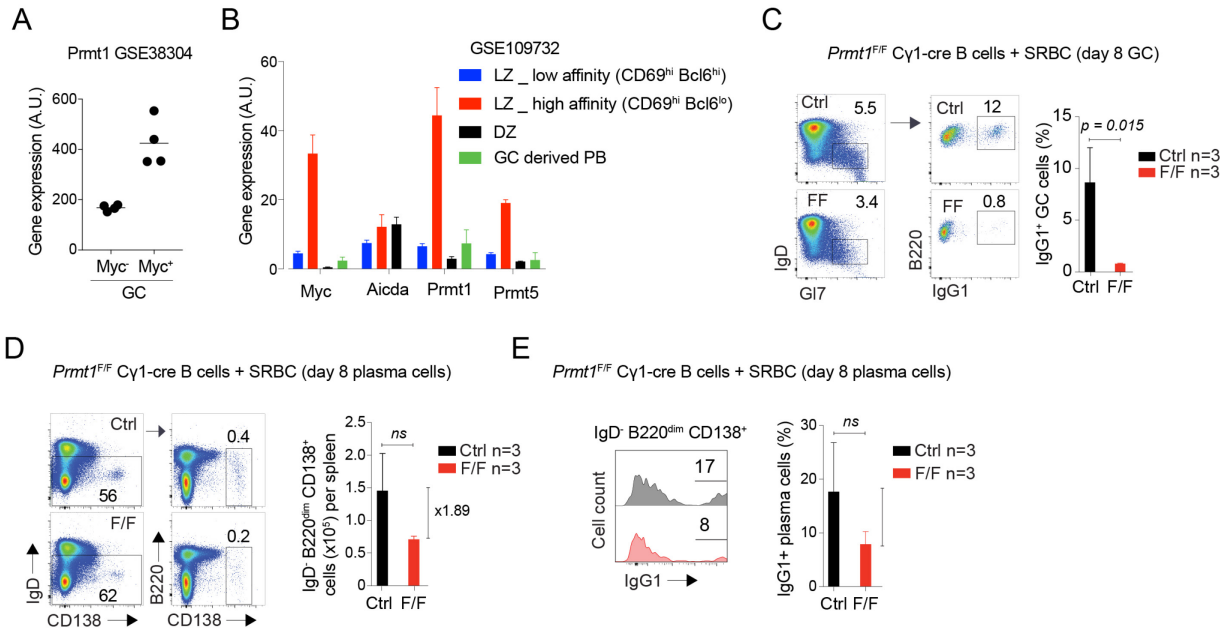 A
Prmt1 GSE38304
Gene expression (A.U.)
600
400
200
0
Myc⁻ Myc⁺
GC
B
GSE109732
LZ _ low affinity (CD69ʰⁱ Bcl6ʰⁱ)
LZ _ high affinity (CD69ʰⁱ Bcl6ˡᵒ)
DZ
GC derived PB
Gene expression (A.U.)
60
40
20
0
Myc Aicda Prmt1 Prmt5
C
Prmt1ᶠ/ᶠ Cγ1-cre B cells + SRBC (day 8 GC)
Ctrl 5.5
Ctrl 12
FF 3.4
FF 0.8
IgD
Gl7
B220
IgG1
IgG1⁺ GC cells (%)
15
10
5
0
p = 0.015
Ctrl F/F
Ctrl n=3
F/F n=3
D
Prmt1ᶠ/ᶠ Cγ1-cre B cells + SRBC (day 8 plasma cells)
Ctrl
56
0.4
F/F
62
0.2
IgD
CD138
B220
CD138
IgD⁻ B220ᵈⁱᵐ CD138⁺
cells (x10⁵) per spleen
2.5
2.0
1.5
1.0
0.5
0.0
ns
Ctrl F/F
Ctrl n=3
F/F n=3
x1.89
E
Prmt1ᶠ/ᶠ Cγ1-cre B cells + SRBC (day 8 plasma cells)
IgD⁻ B220ᵈⁱᵐ CD138⁺
17
8
Cell count
IgG1
IgG1+ plasma cells (%)
30
20
10
0
ns
Ctrl F/F
Ctrl n=3
F/F n=3